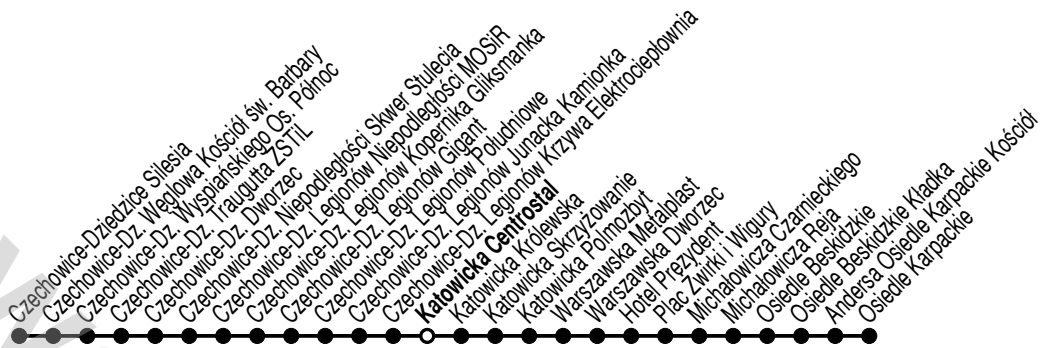 Czechowice-Dziedzice Silesia
Czechowice-Dz. Węglowa Kościół św. Barbary
Czechowice-Dz. Wyspiańskiego Os. Północ
Czechowice-Dz. Traugutta ZSTiL
Czechowice-Dz. Dworzec
Czechowice-Dz. Niepodległości Skwer Stulecia
Czechowice-Dz. Legionów Niepodległości MOSiR
Czechowice-Dz. Legionów Kopernika Gliksmanka
Czechowice-Dz. Legionów Gigant
Czechowice-Dz. Legionów Południowe
Czechowice-Dz. Legionów Junacka Kamionka
Czechowice-Dz. Legionów Krzywa Elektrociepłownia
Katowicka Centrostal
Katowicka Królewska
Katowicka Skrzyżowanie
Katowicka Polmozbyt
Warszawska Metalplast
Warszawska Dworzec
Hotel Prezydent
Plac Żwirki i Wigury
Michałowicza Czarnieckiego
Michałowicza Reja
Osiedle Beskidzkie
Osiedle Beskidzkie Kładka
Andersa Osiedle Karpackie Kościół
Osiedle Karpackie